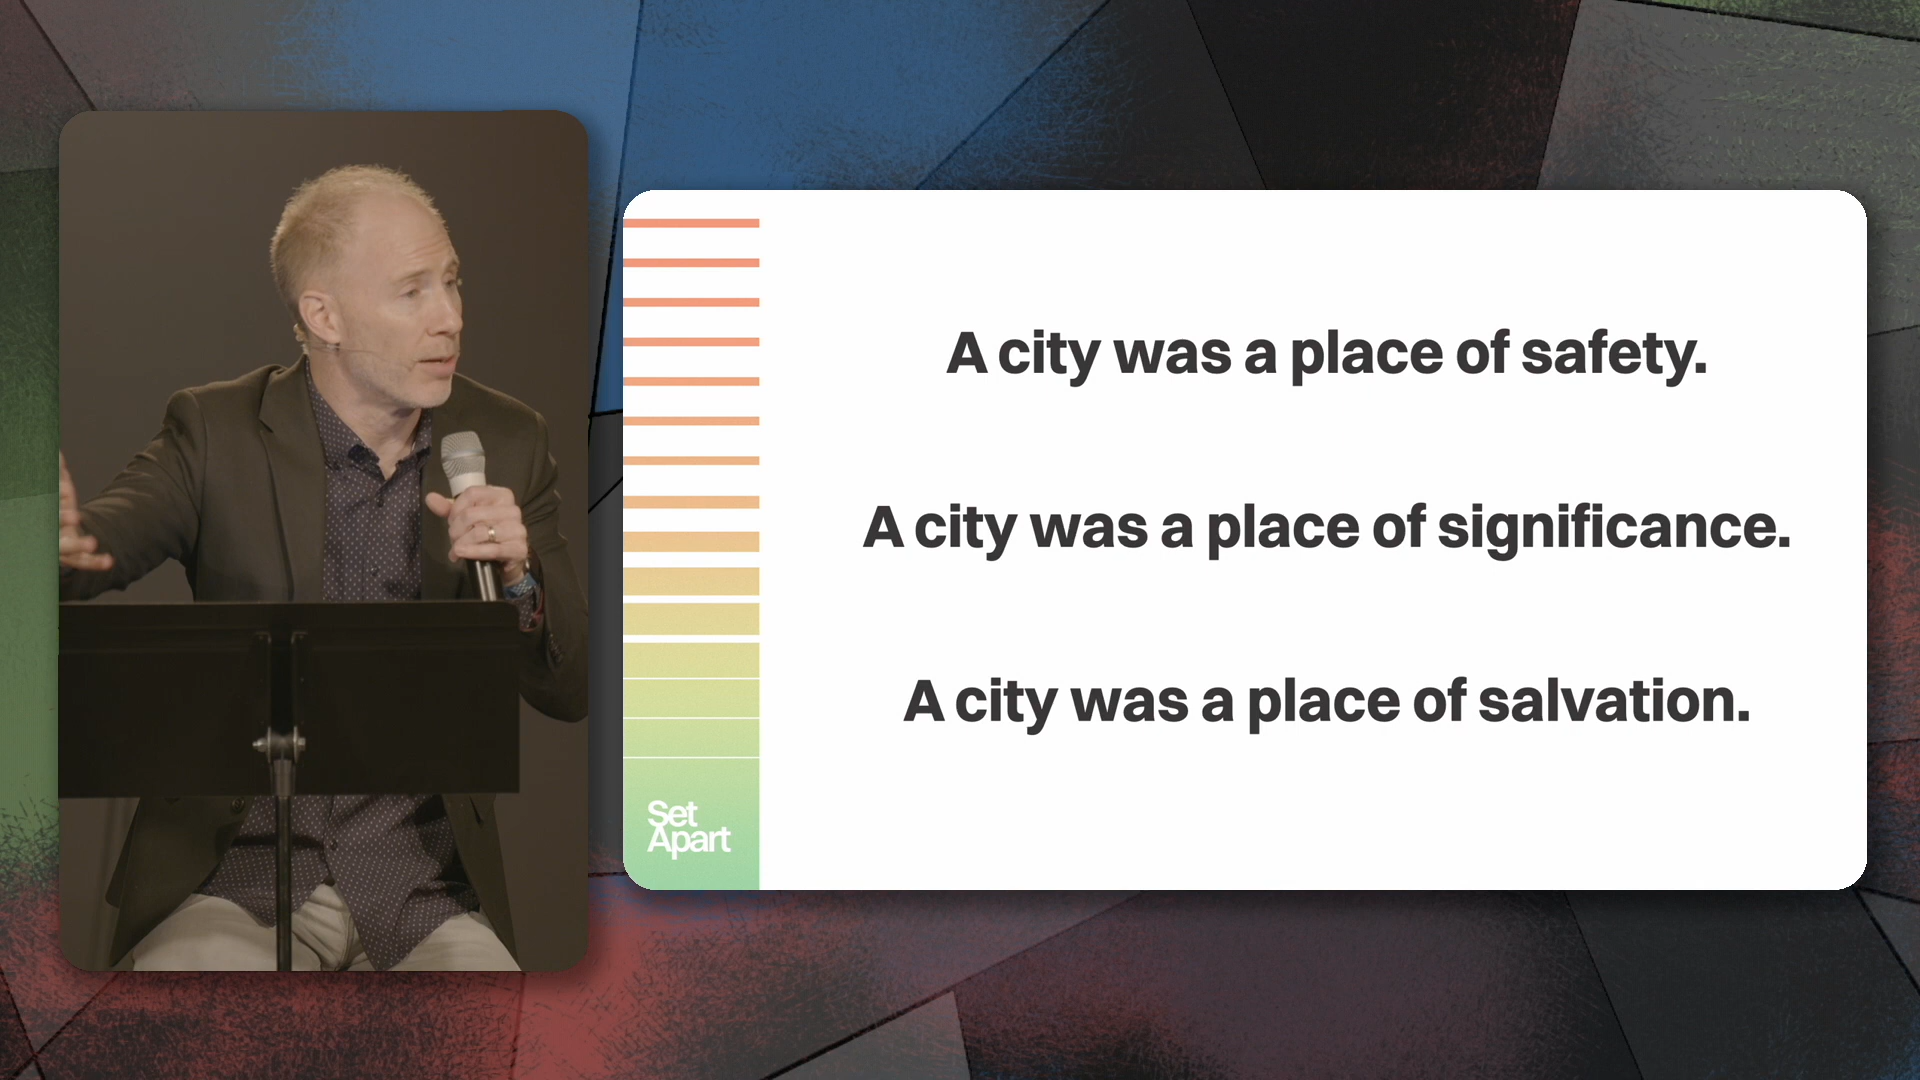 A city was a place of safety.
A city was a place of significance.
A city was a place of salvation.
Set
Apart